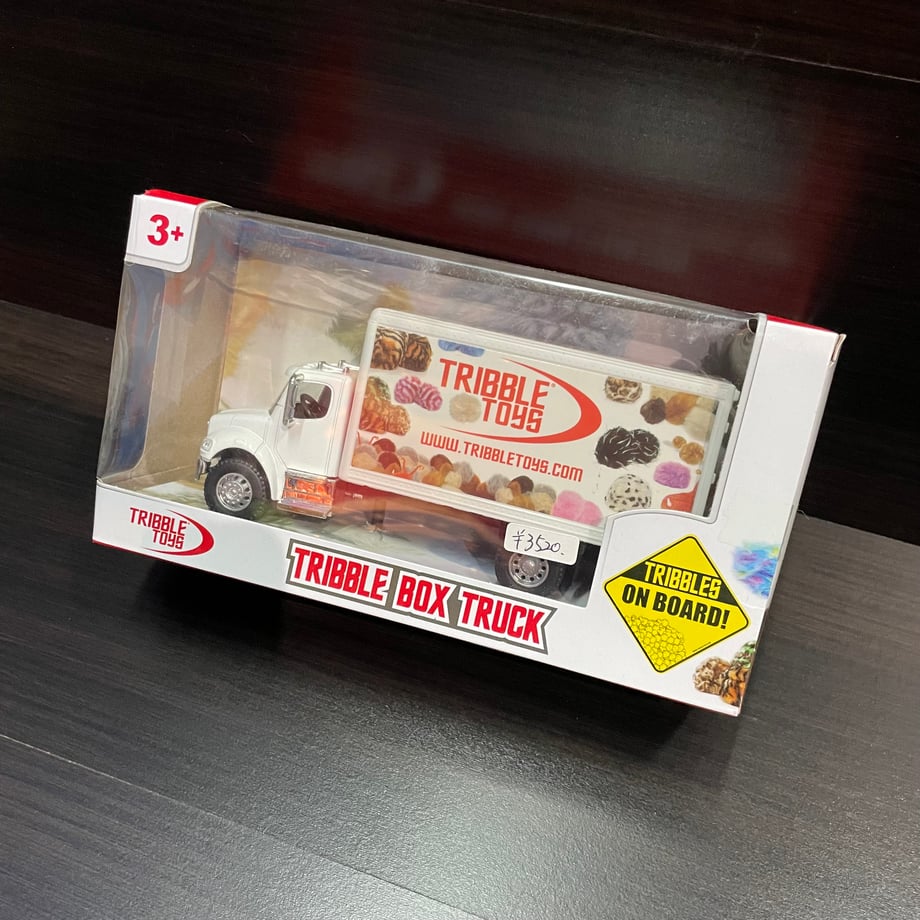 3+
TRIBBLE®
TOYS
WWW.TRIBBLETOYS.COM
¥3520.
TRIBBLE
TOYS
TRIBBLE BOX TRUCK
TRIBBLES
ON BOARD!